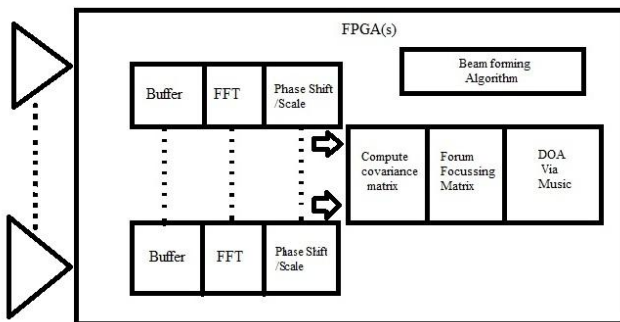 FPGA(s)
Beam forming
Algorithm
Buffer
FFT
Phase Shift
/Scale
Compute
covariance
matrix
Forum
Focussing
Matrix
DOA
Via
Music
Buffer
FFT
Phase Shift
/Scale